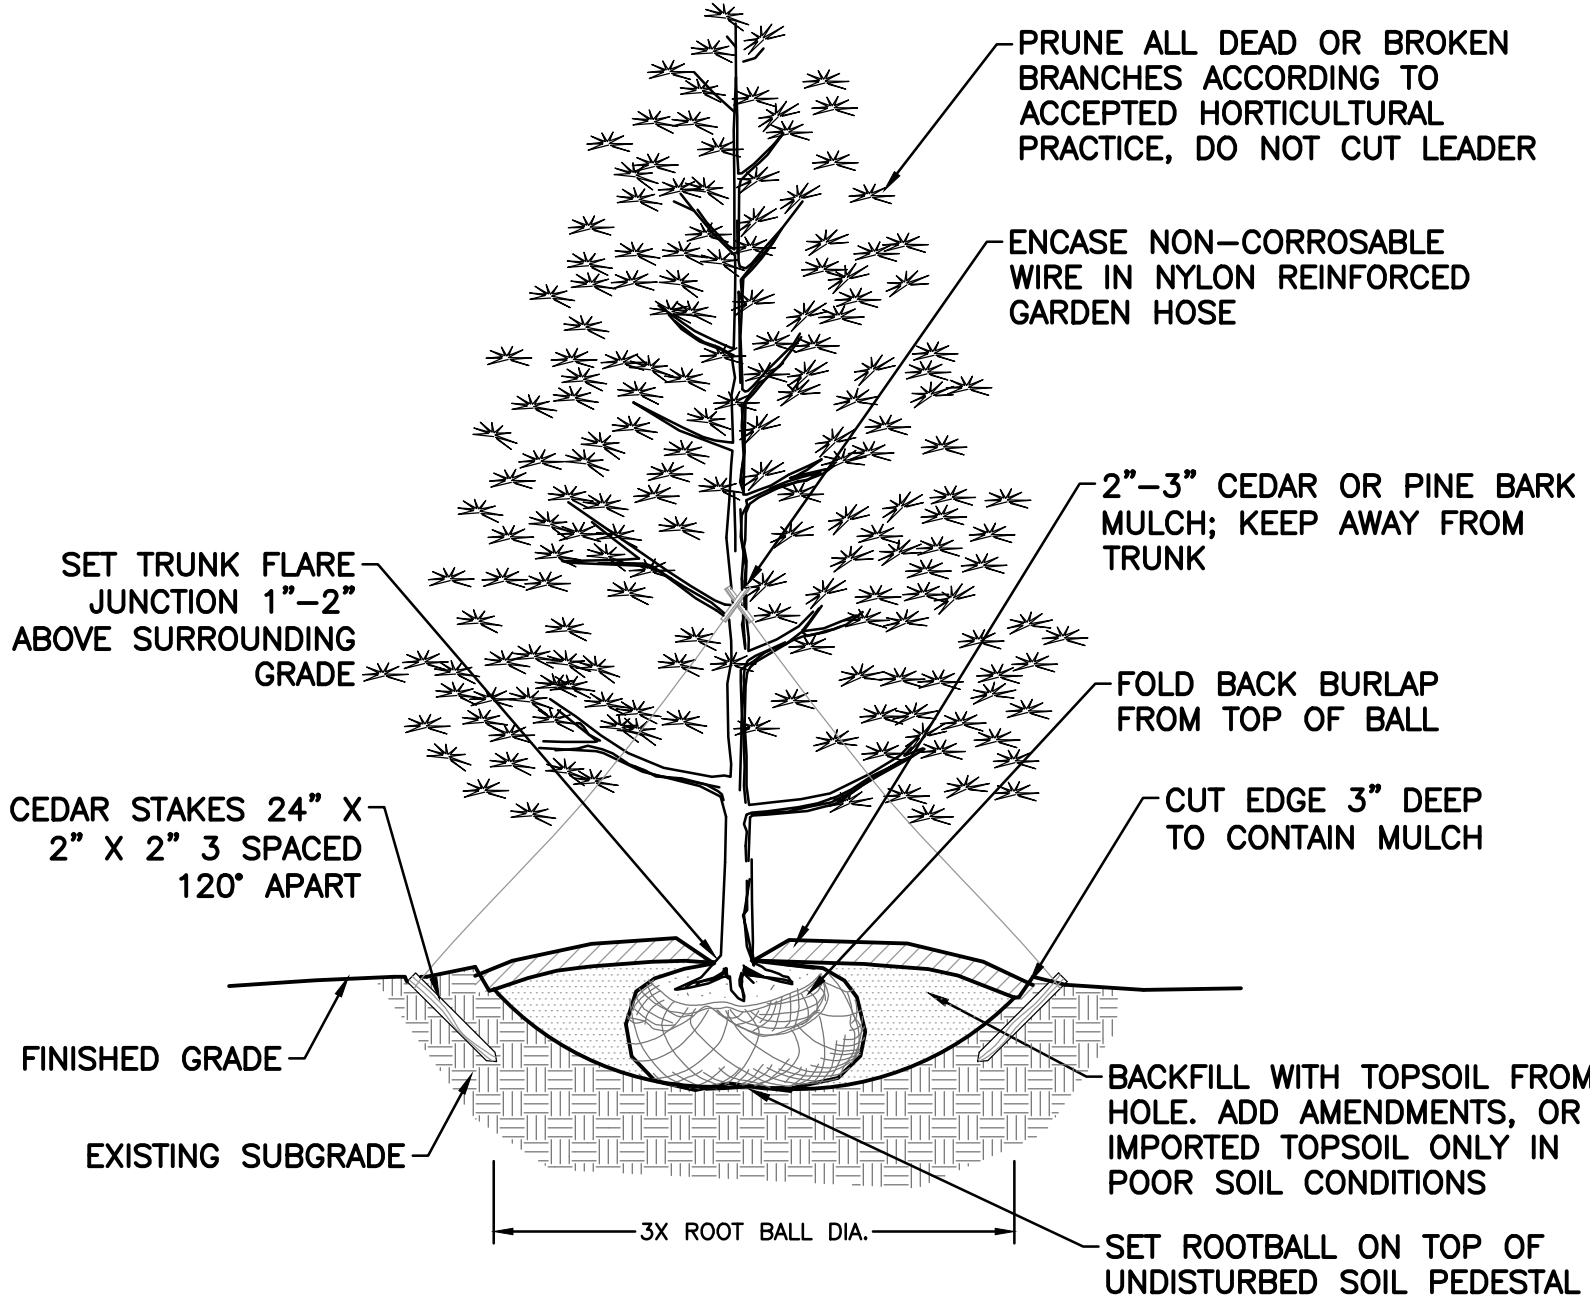 PRUNE ALL DEAD OR BROKEN
BRANCHES ACCORDING TO
ACCEPTED HORTICULTURAL
PRACTICE, DO NOT CUT LEADER
ENCASE NON-CORROSABLE
WIRE IN NYLON REINFORCED
GARDEN HOSE
2"-3" CEDAR OR PINE BARK
MULCH; KEEP AWAY FROM
TRUNK
SET TRUNK FLARE
JUNCTION 1"-2"
ABOVE SURROUNDING
GRADE
FOLD BACK BURLAP
FROM TOP OF BALL
CEDAR STAKES 24" X
2" X 2" 3 SPACED
120° APART
CUT EDGE 3" DEEP
TO CONTAIN MULCH
FINISHED GRADE
EXISTING SUBGRADE
BACKFILL WITH TOPSOIL FROM
HOLE. ADD AMENDMENTS, OR
IMPORTED TOPSOIL ONLY IN
POOR SOIL CONDITIONS
3X ROOT BALL DIA.
SET ROOTBALL ON TOP OF
UNDISTURBED SOIL PEDESTAL